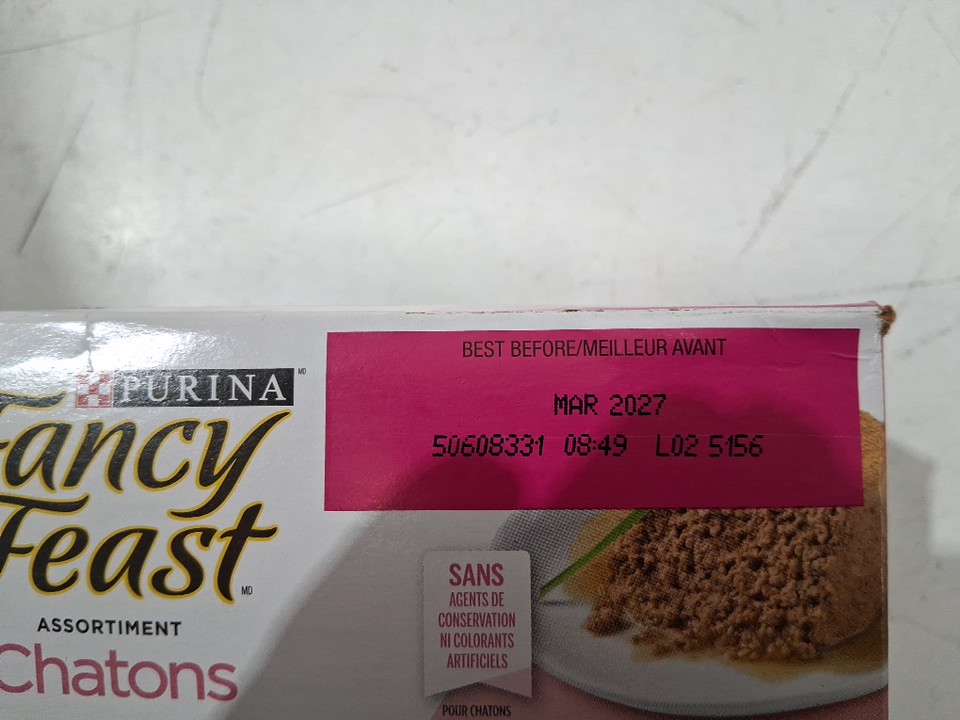 BEST BEFORE/MEILLEUR AVANT
MAR 2027
50608331 08:49 L02 5156
PURINA MD
Fancy
Feast MD
ASSORTIMENT
Chatons
SANS
AGENTS DE
CONSERVATION
NI COLORANTS
ARTIFICIELS
POUR CHATONS